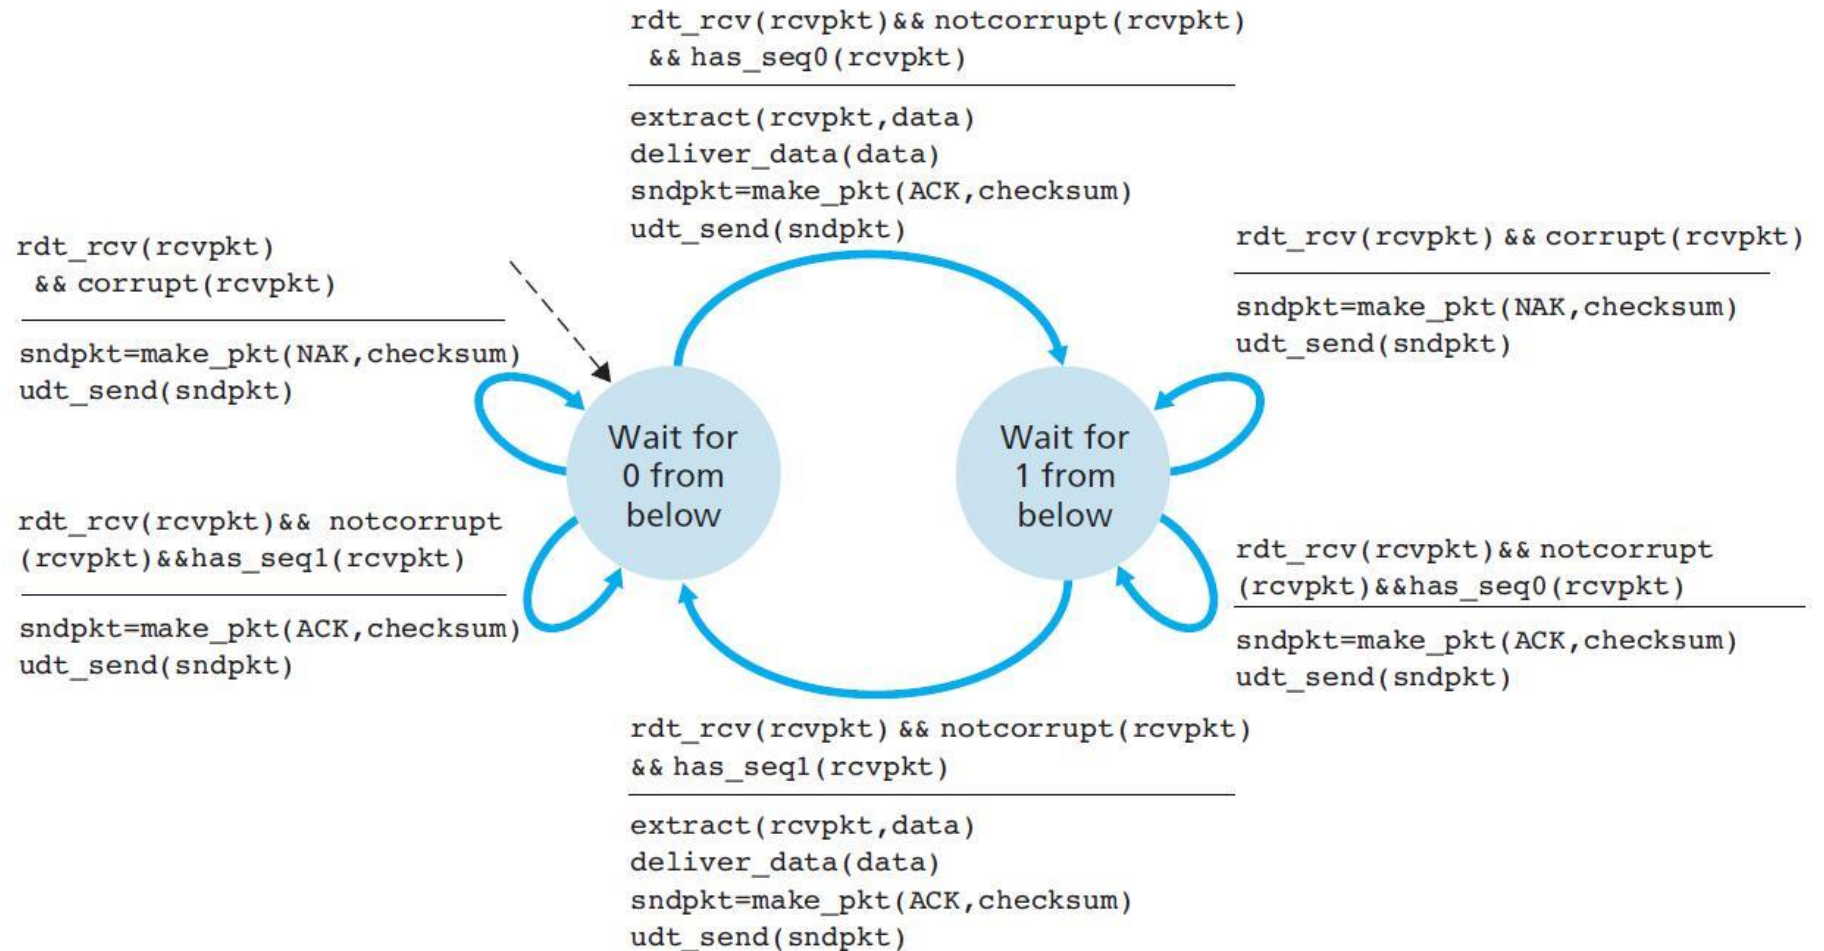 rdt_rcv(rcvpkt)&& notcorrupt(rcvpkt)
&& has_seq0(rcvpkt)
extract(rcvpkt,data)
deliver_data(data)
sndpkt=make_pkt(ACK,checksum)
udt_send(sndpkt)
rdt_rcv(rcvpkt)
&& corrupt(rcvpkt)
sndpkt=make_pkt(NAK,checksum)
udt_send(sndpkt)
rdt_rcv(rcvpkt) && corrupt(rcvpkt)
sndpkt=make_pkt(NAK,checksum)
udt_send(sndpkt)
Wait for
0 from
below
Wait for
1 from
below
rdt_rcv(rcvpkt)&& notcorrupt
(rcvpkt)&&has_seq1(rcvpkt)
sndpkt=make_pkt(ACK,checksum)
udt_send(sndpkt)
rdt_rcv(rcvpkt)&& notcorrupt
(rcvpkt)&&has_seq0(rcvpkt)
sndpkt=make_pkt(ACK,checksum)
udt_send(sndpkt)
rdt_rcv(rcvpkt) && notcorrupt(rcvpkt)
&& has_seq1(rcvpkt)
extract(rcvpkt,data)
deliver_data(data)
sndpkt=make_pkt(ACK,checksum)
udt_send(sndpkt)